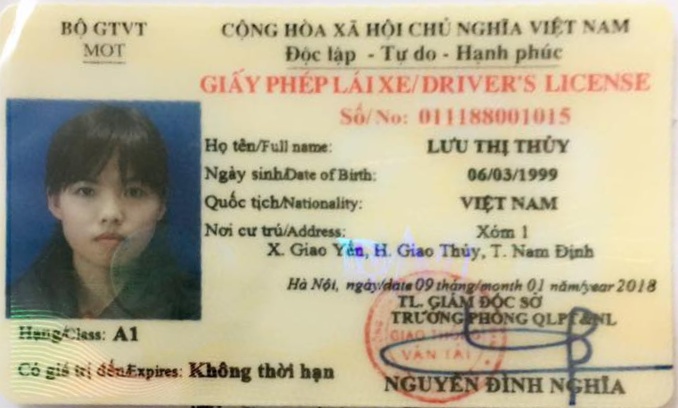 BỘ GTVT
MOT
CỘNG HÒA XÃ HỘI CHỦ NGHĨA VIỆT NAM
Độc lập - Tự do - Hạnh phúc
GIẤY PHÉP LÁI XE/DRIVER'S LICENSE
Số/No: 011188001015
Họ tên/Full name: LƯU THỊ THỦY
Ngày sinh/Date of Birth: 06/03/1999
Quốc tịch/Nationality: VIỆT NAM
Nơi cư trú/Address: Xóm 1
X. Giao Yến, H. Giao Thủy, T. Nam Định
Hà Nội, ngày/date 09 tháng/month 01 năm/year 2018
TL. GIÁM ĐỐC SỞ
TRƯỞNG PHÒNG QLPT&NL
GIAO THÔNG
VẬN TẢI
Hạng/Class: A1
Có giá trị đến/Expires: Không thời hạn
NGUYỄN ĐÌNH NGHĨA